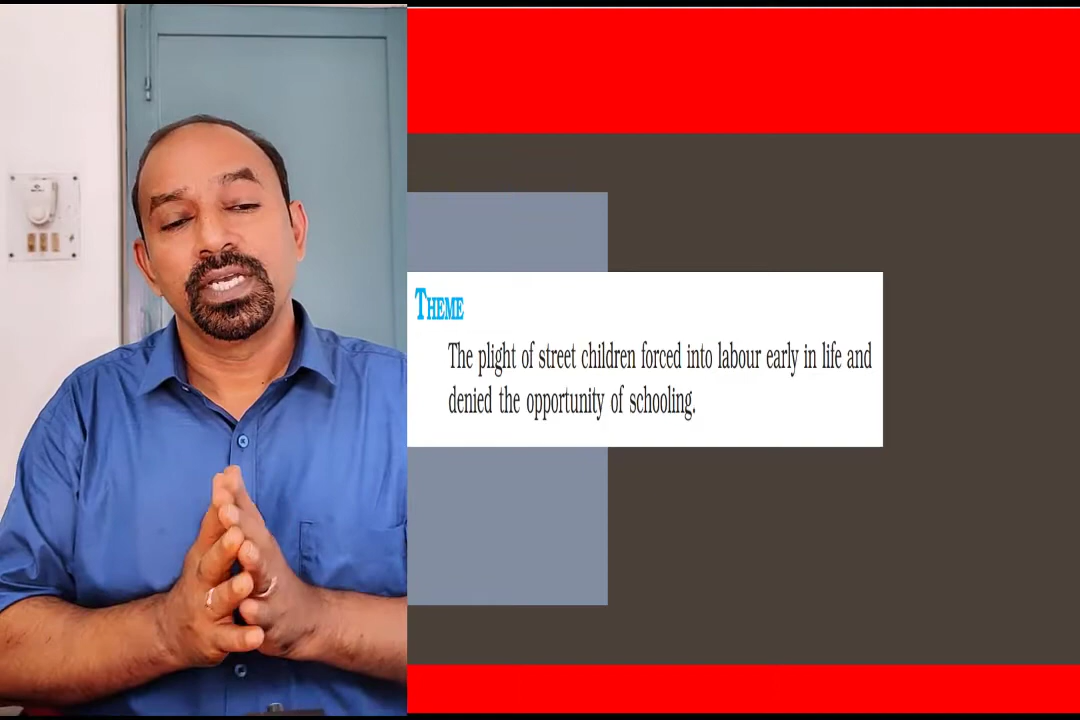 THEME
The plight of street children forced into labour early in life and
denied the opportunity of schooling.